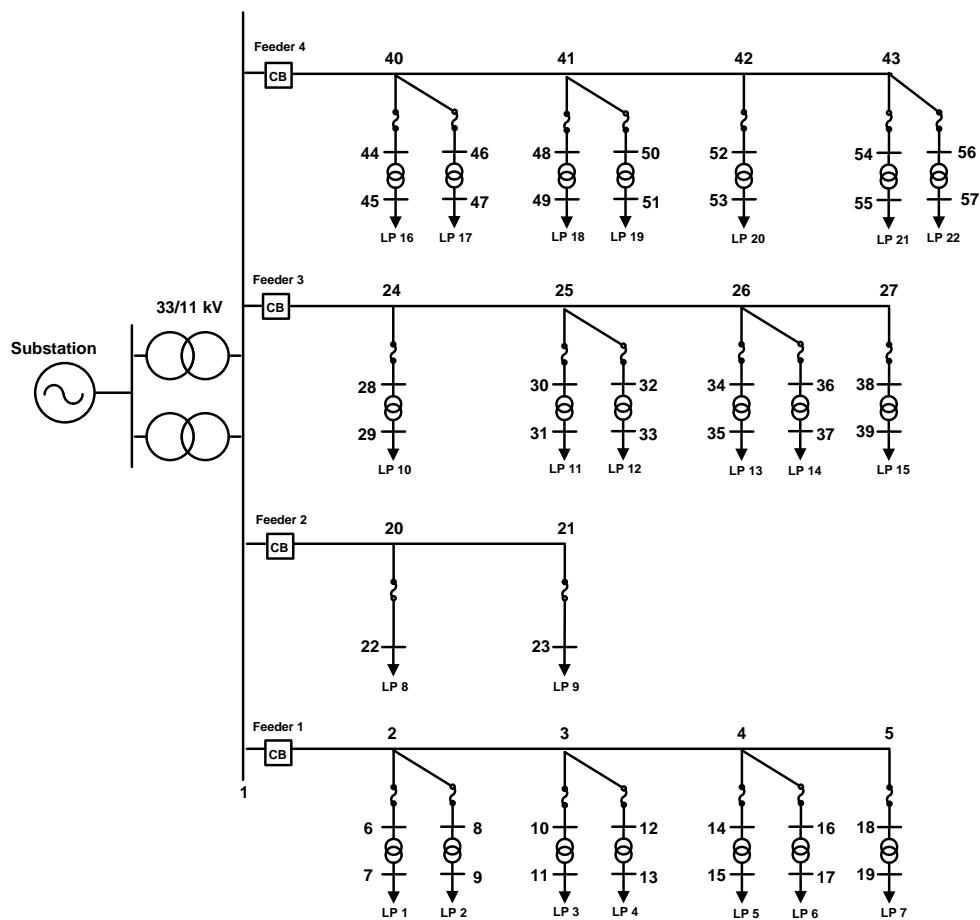 Feeder 4
40
41
42
43
CB
44
46
48
50
52
54
56
45
47
49
51
53
55
57
LP 16
LP 17
LP 18
LP 19
LP 20
LP 21
LP 22
Feeder 3
24
25
26
27
33/11 kV
CB
Substation
28
30
32
34
36
38
29
31
33
35
37
39
LP 10
LP 11
LP 12
LP 13
LP 14
LP 15
Feeder 2
20
21
CB
22
23
LP 8
LP 9
Feeder 1
2
3
4
5
CB
1
6
8
10
12
14
16
18
7
9
11
13
15
17
19
LP 1
LP 2
LP 3
LP 4
LP 5
LP 6
LP 7